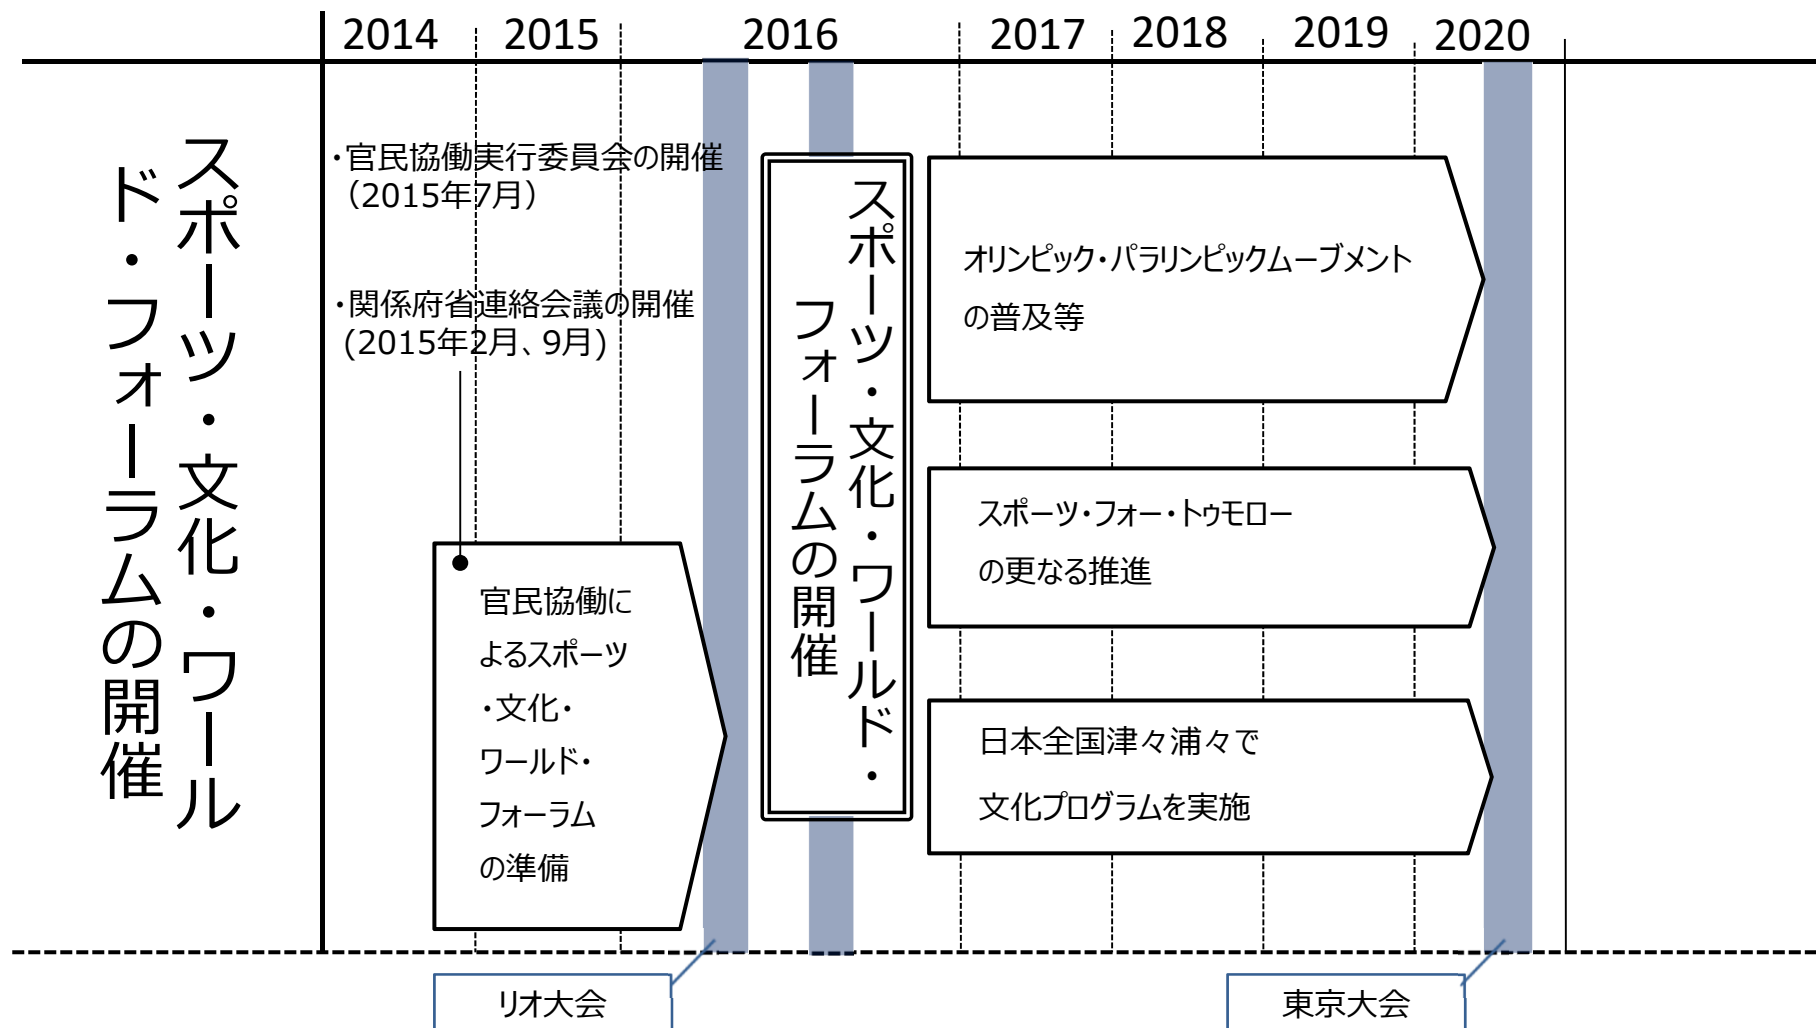 2014 2015 2016 2017 2018 2019 2020
スポーツ・文化・ワール
ド・フォーラムの開催
・官民協働実行委員会の開催
（2015年7月）
・関係府省連絡会議の開催
(2015年2月、9月)
官民協働に
よるスポーツ
・文化・
ワールド・
フォーラム
の準備
スポーツ・文化・ワールド・
フォーラムの開催
オリンピック・パラリンピックムーブメント
の普及等
スポーツ・フォー・トゥモロー
の更なる推進
日本全国津々浦々で
文化プログラムを実施
リオ大会
東京大会